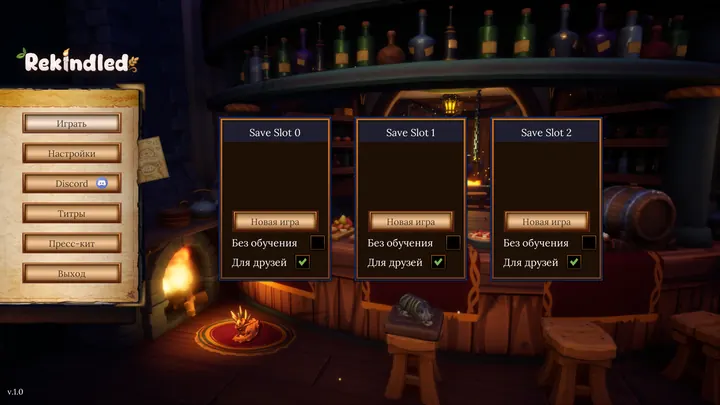 Rekindled
Играть
Настройки
Discord
Титры
Пресс-кит
Выход
Save Slot 0
Новая игра
Без обучения
Для друзей
Save Slot 1
Новая игра
Без обучения
Для друзей
Save Slot 2
Новая игра
Без обучения
Для друзей
v.1.0